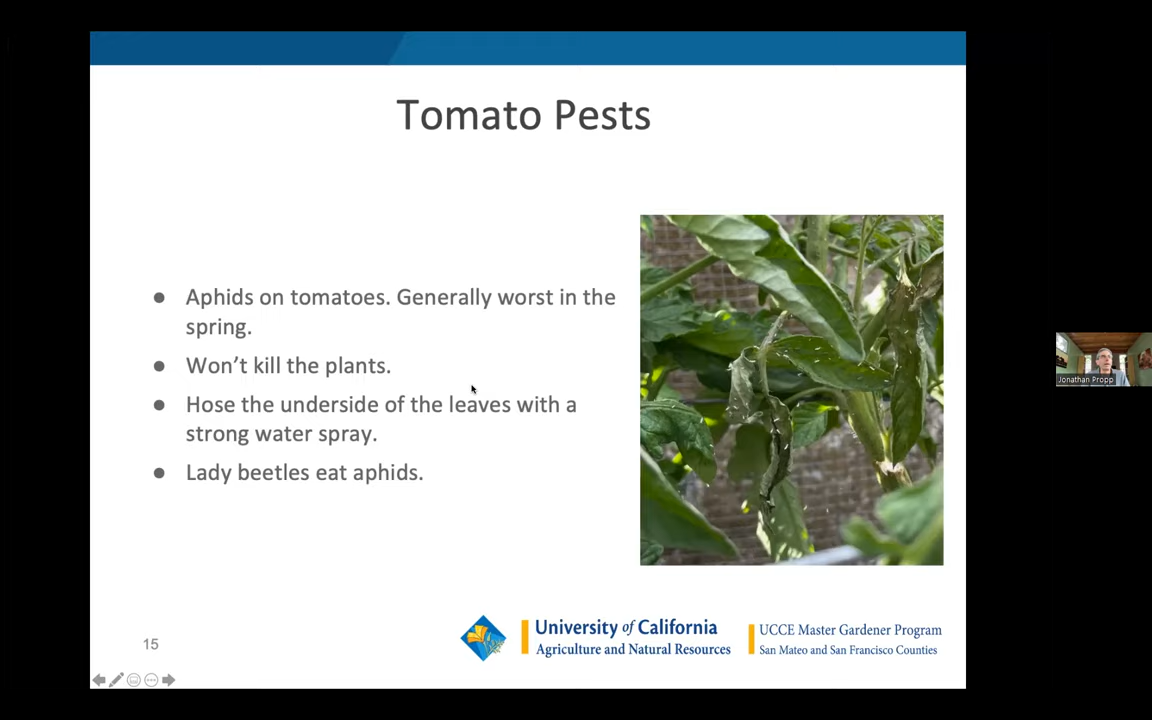 Tomato Pests
● Aphids on tomatoes. Generally worst in the
spring.
● Won’t kill the plants.
● Hose the underside of the leaves with a
strong water spray.
● Lady beetles eat aphids.
Jonathan Propp
15
University of California
Agriculture and Natural Resources
UCCE Master Gardener Program
San Mateo and San Francisco Counties